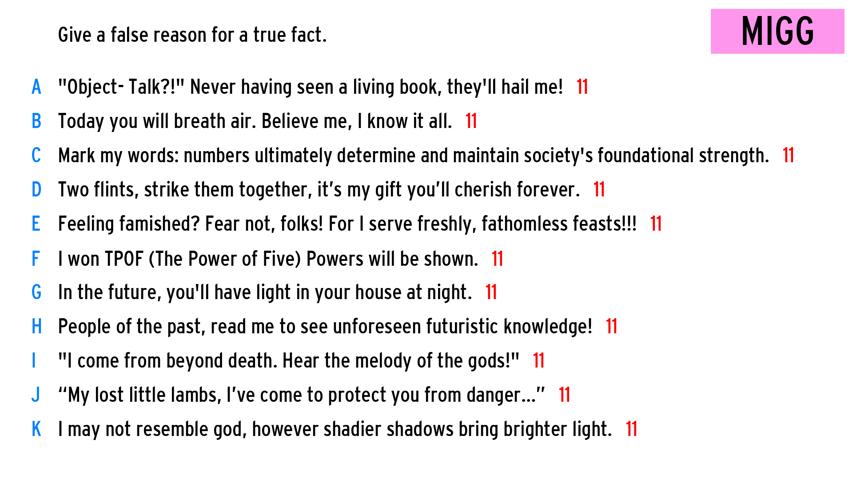 Give a false reason for a true fact.
MIGG
A "Object- Talk?!" Never having seen a living book, they'll hail me! 11
B Today you will breath air. Believe me, I know it all. 11
C Mark my words: numbers ultimately determine and maintain society's foundational strength. 11
D Two flints, strike them together, it’s my gift you’ll cherish forever. 11
E Feeling famished? Fear not, folks! For I serve freshly, fathomless feasts!!! 11
F I won TPOF (The Power of Five) Powers will be shown. 11
G In the future, you'll have light in your house at night. 11
H People of the past, read me to see unforeseen futuristic knowledge! 11
I "I come from beyond death. Hear the melody of the gods!" 11
J “My lost little lambs, I’ve come to protect you from danger...” 11
K I may not resemble god, however shadier shadows bring brighter light. 11